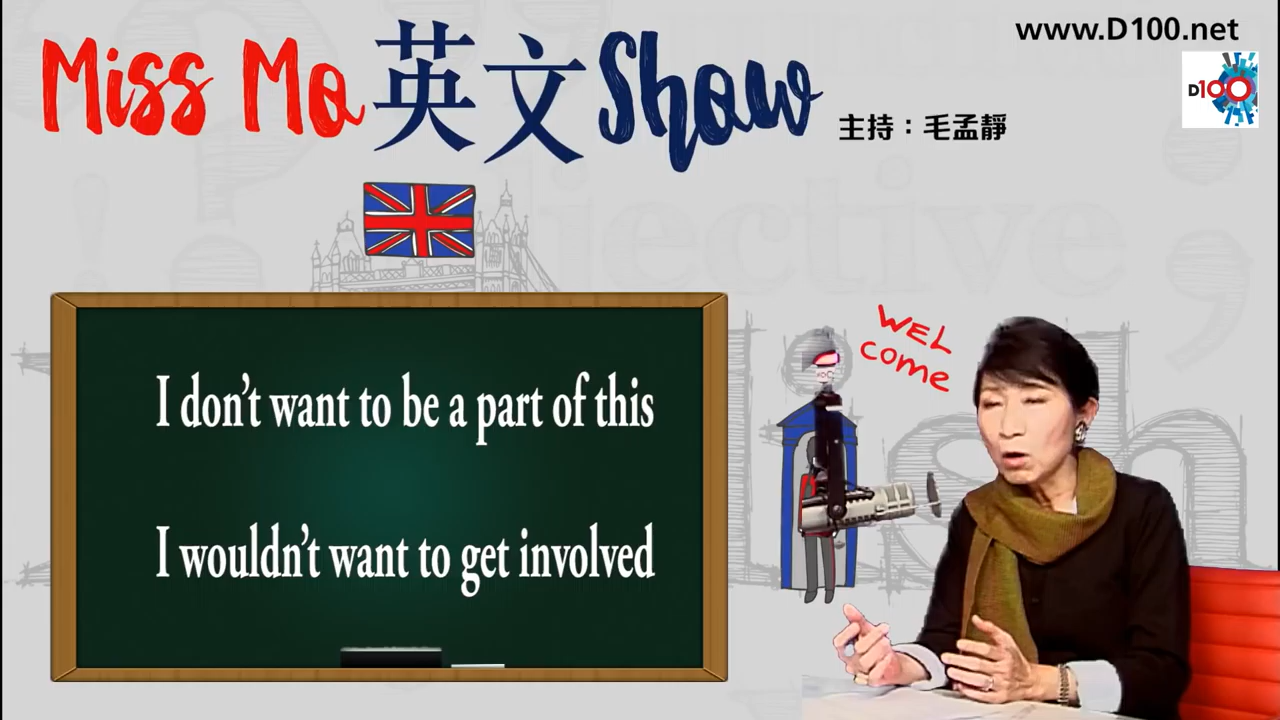 www.D100.net
Miss Mo 英文 Show
D100
主持：毛孟靜
jective
WEL
come
I don't want to be a part of this
I wouldn't want to get involved